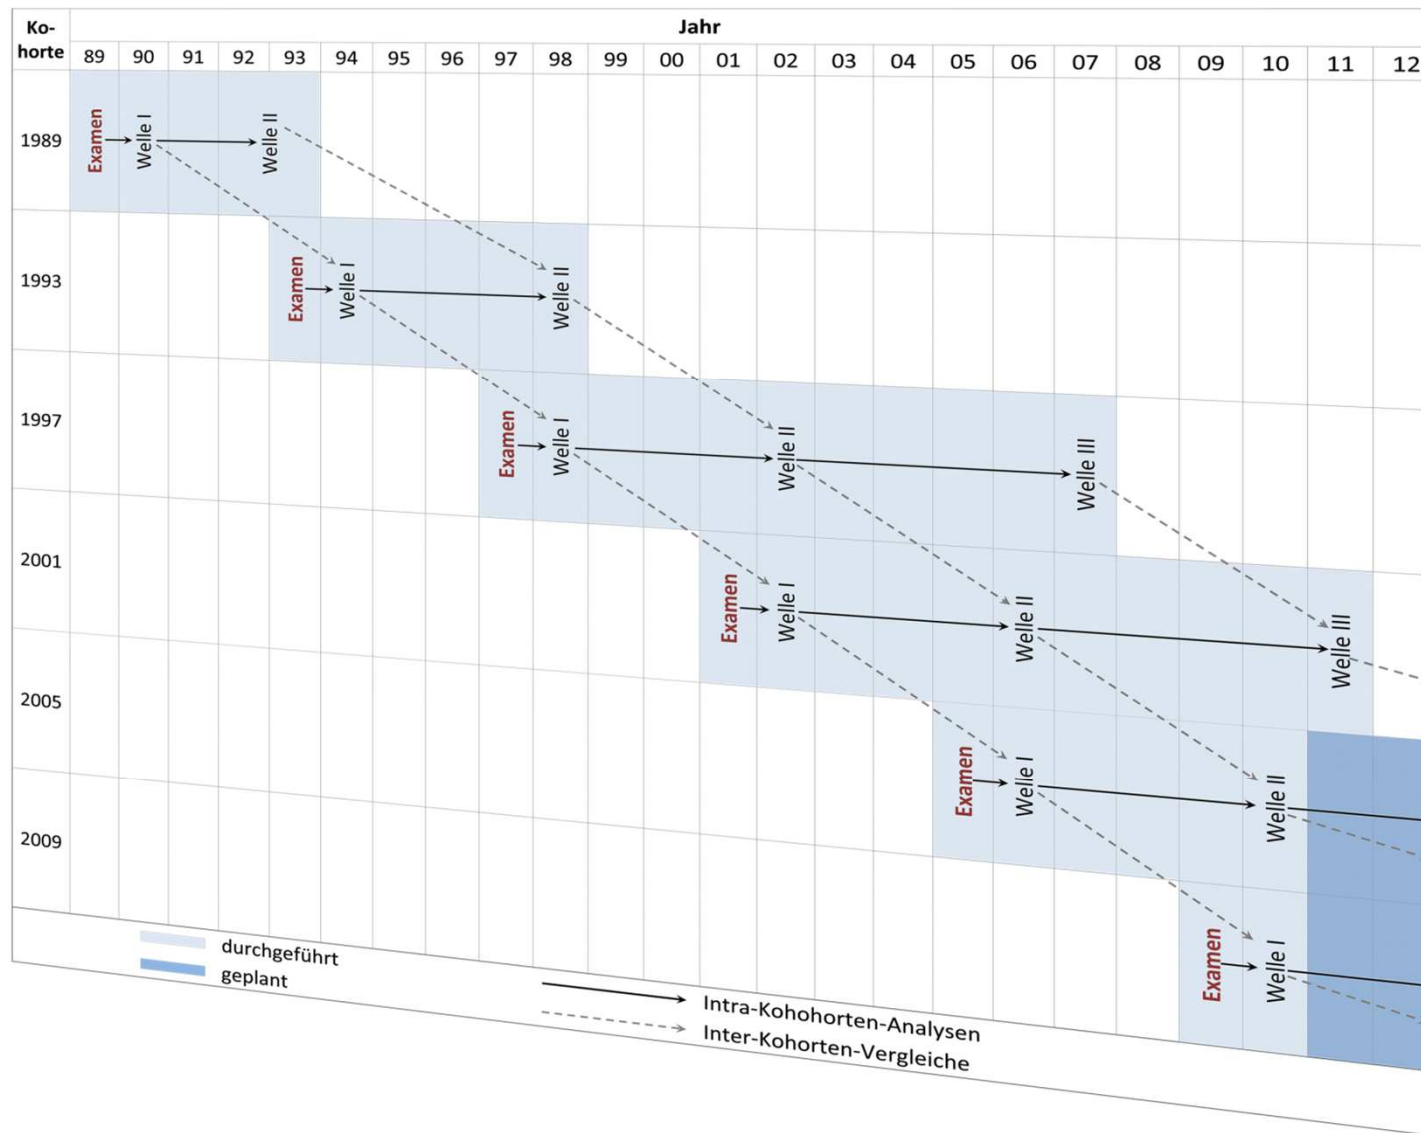 Ko-
horte
Jahr
89 90 91 92 93 94 95 96 97 98 99 00 01 02 03 04 05 06 07 08 09 10 11 12
1989
Examen
Welle I
Welle II
1993
Examen
Welle I
Welle II
1997
Examen
Welle I
Welle II
Welle III
2001
Examen
Welle I
Welle II
Welle III
2005
Examen
Welle I
Welle II
2009
Examen
Welle I
durchgeführt
geplant
Intra-Kohohorten-Analysen
Inter-Kohorten-Vergleiche